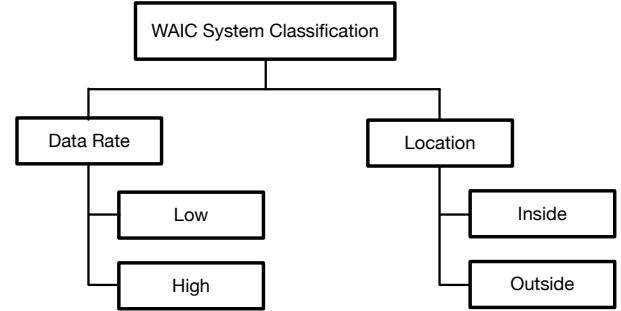 WAIC System Classification
Data Rate
Location
Low
Inside
High
Outside